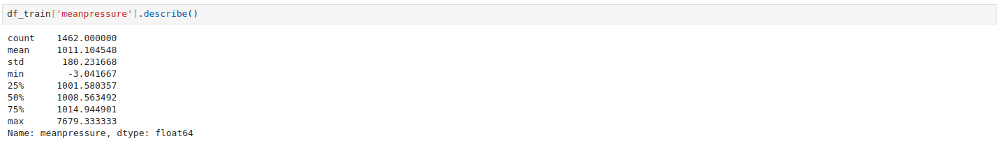 df_train['meanpressure'].describe()
count    1462.000000
mean     1011.104548
std       180.231668
min        -3.041667
25%      1001.580357
50%      1008.563492
75%      1014.944901
max      7679.333333
Name: meanpressure, dtype: float64